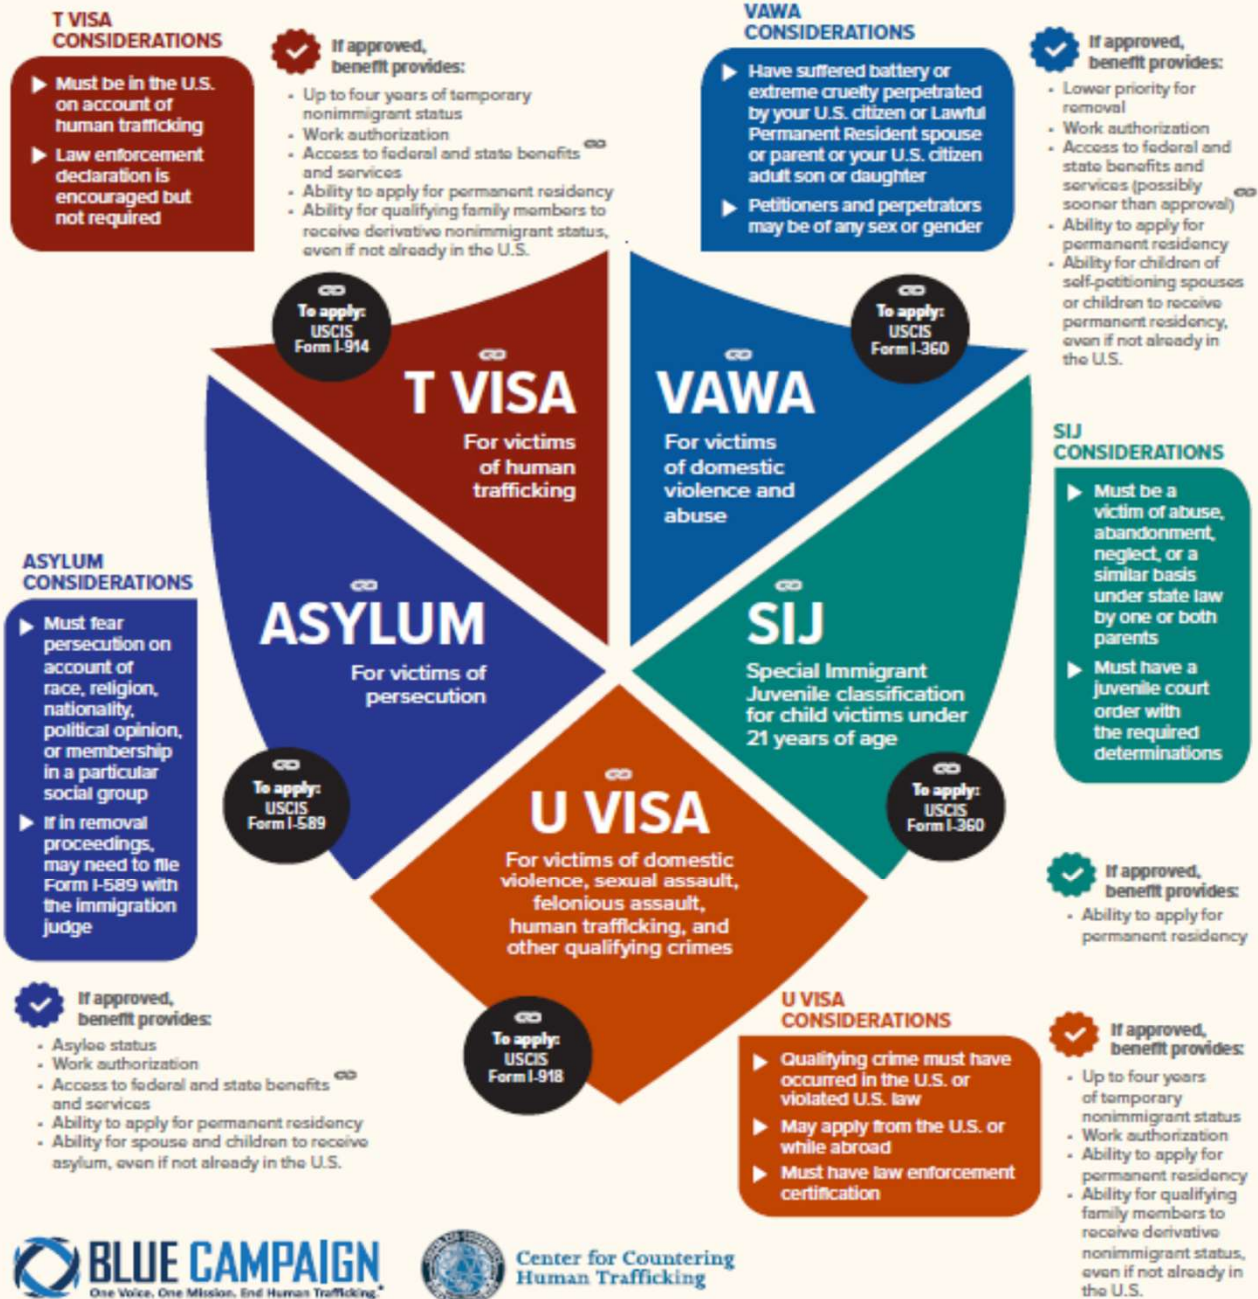 T VISA
CONSIDERATIONS
▶ Must be in the U.S.
on account of
human trafficking
▶ Law enforcement
declaration is
encouraged but
not required
If approved,
benefit provides:
• Up to four years of temporary
nonimmigrant status
• Work authorization
• Access to federal and state benefits
and services
• Ability to apply for permanent residency
• Ability for qualifying family members to
receive derivative nonimmigrant status,
even if not already in the U.S.
VAWA
CONSIDERATIONS
▶ Have suffered battery or
extreme cruelty perpetrated
by your U.S. citizen or Lawful
Permanent Resident spouse
or parent or your U.S. citizen
adult son or daughter
▶ Petitioners and perpetrators
may be of any sex or gender
If approved,
benefit provides:
• Lower priority for
removal
• Work authorization
• Access to federal and
state benefits and
services (possibly
sooner than approval)
• Ability to apply for
permanent residency
• Ability for children of
self-petitioning spouses
or children to receive
permanent residency,
even if not already in
the U.S.
To apply:
USCIS
Form I-914
T VISA
For victims
of human
trafficking
To apply:
USCIS
Form I-360
VAWA
For victims
of domestic
violence and
abuse
SIJ
CONSIDERATIONS
▶ Must be a
victim of abuse,
abandonment,
neglect, or a
similar basis
under state law
by one or both
parents
▶ Must have a
juvenile court
order with
the required
determinations
ASYLUM
CONSIDERATIONS
▶ Must fear
persecution on
account of
race, religion,
nationality,
political opinion,
or membership
in a particular
social group
▶ If in removal
proceedings,
may need to file
Form I-589 with
the immigration
judge
ASYLUM
For victims of
persecution
To apply:
USCIS
Form I-589
SIJ
Special Immigrant
Juvenile classification
for child victims under
21 years of age
To apply:
USCIS
Form I-360
U VISA
For victims of domestic
violence, sexual assault,
felonious assault,
human trafficking, and
other qualifying crimes
To apply:
USCIS
Form I-918
If approved,
benefit provides:
• Ability to apply for
permanent residency
If approved,
benefit provides:
• Asylee status
• Work authorization
• Access to federal and state benefits
and services
• Ability to apply for permanent residency
• Ability for spouse and children to receive
asylum, even if not already in the U.S.
U VISA
CONSIDERATIONS
▶ Qualifying crime must have
occurred in the U.S. or
violated U.S. law
▶ May apply from the U.S. or
while abroad
▶ Must have law enforcement
certification
If approved,
benefit provides:
• Up to four years
of temporary
nonimmigrant status
• Work authorization
• Ability to apply for
permanent residency
• Ability for qualifying
family members to
receive derivative
nonimmigrant status,
even if not already in
the U.S.
BLUE CAMPAIGN
One Voice. One Mission. End Human Trafficking.
Center for Countering
Human Trafficking